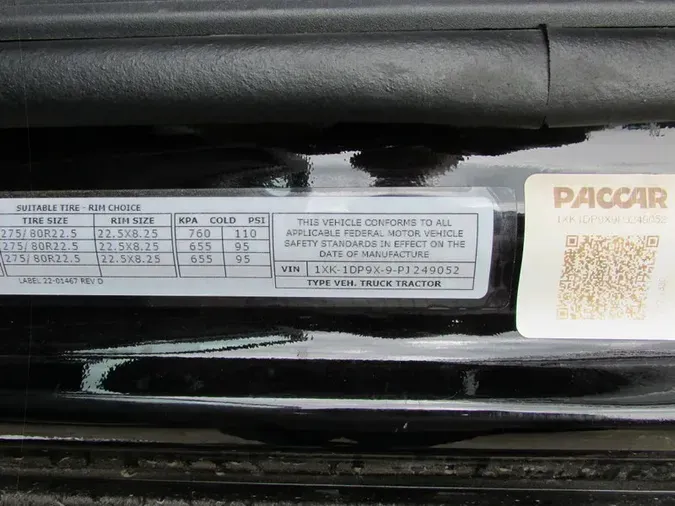 SUITABLE TIRE - RIM CHOICE
TIRE SIZE RIM SIZE KPA COLD PSI
275/ 80R22.5 22.5X8.25 760 110
275/ 80R22.5 22.5X8.25 655 95
275/ 80R22.5 22.5X8.25 655 95
LABEL 22-01467 REV D
THIS VEHICLE CONFORMS TO ALL
APPLICABLE FEDERAL MOTOR VEHICLE
SAFETY STANDARDS IN EFFECT ON THE
DATE OF MANUFACTURE
VIN 1XK-1DP9X-9-PJ249052
TYPE VEH. TRUCK TRACTOR
PACCAR
1XK1DP9X9PJ249052